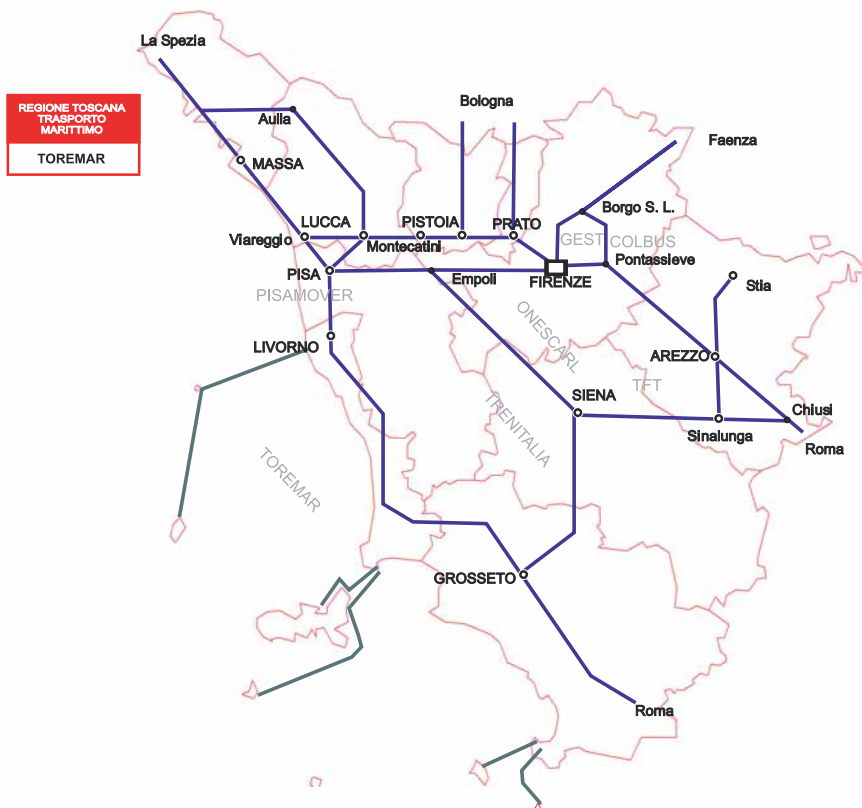 La Spezia
REGIONE TOSCANA
TRASPORTO
MARITTIMO
TOREMAR
Bologna
Aulla
Faenza
MASSA
Borgo S. L.
LUCCA
PISTOIA
PRATO
Viareggio
Montecatini
GEST
COLBUS
PISA
Empoli
FIRENZE
Pontassieve
Stia
PISAMOVER
ONESCARL
LIVORNO
AREZZO
TFT
SIENA
Chiusi
TRENITALIA
Sinalunga
Roma
TOREMAR
GROSSETO
Roma